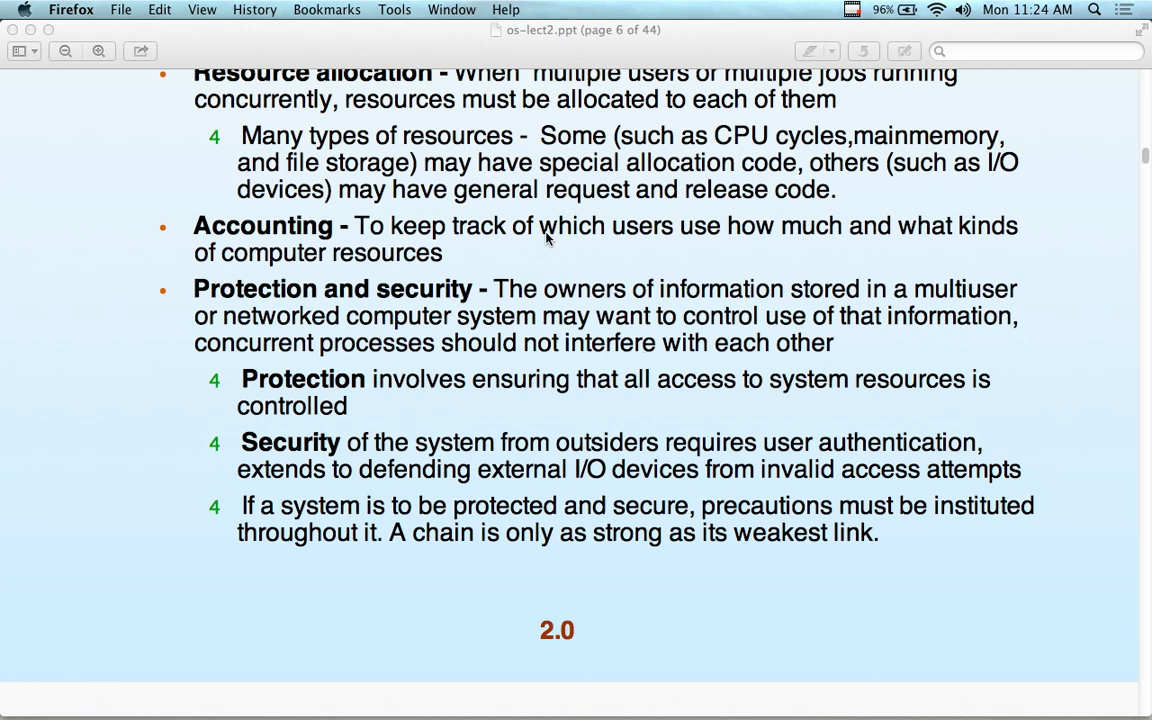 Firefox File Edit View History Bookmarks Tools Window Help 96% Mon 11:24 AM
os-lect2.ppt (page 6 of 44)
• Resource allocation - When multiple users or multiple jobs running
concurrently, resources must be allocated to each of them
4 Many types of resources - Some (such as CPU cycles,mainmemory,
and file storage) may have special allocation code, others (such as I/O
devices) may have general request and release code.
• Accounting - To keep track of which users use how much and what kinds
of computer resources
• Protection and security - The owners of information stored in a multiuser
or networked computer system may want to control use of that information,
concurrent processes should not interfere with each other
4 Protection involves ensuring that all access to system resources is
controlled
4 Security of the system from outsiders requires user authentication,
extends to defending external I/O devices from invalid access attempts
4 If a system is to be protected and secure, precautions must be instituted
throughout it. A chain is only as strong as its weakest link.
2.0